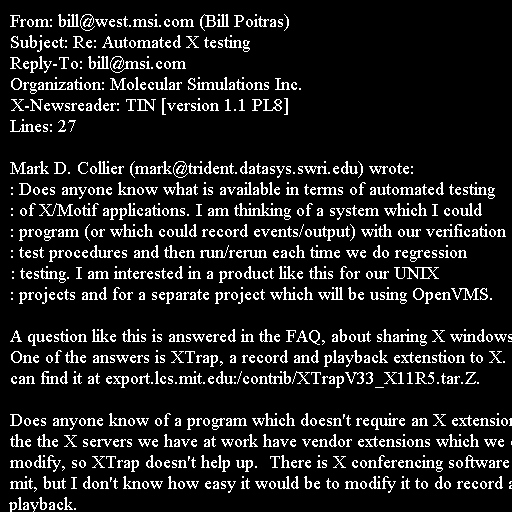 From: bill@west.msi.com (Bill Poitras)
Subject: Re: Automated X testing
Reply-To: bill@msi.com
Organization: Molecular Simulations Inc.
X-Newsreader: TIN [version 1.1 PL8]
Lines: 27

Mark D. Collier (mark@trident.datasys.swri.edu) wrote:
: Does anyone know what is available in terms of automated testing
: of X/Motif applications. I am thinking of a system which I could
: program (or which could record events/output) with our verification
: test procedures and then run/rerun each time we do regression
: testing. I am interested in a product like this for our UNIX
: projects and for a separate project which will be using OpenVMS.

A question like this is answered in the FAQ, about sharing X windows
One of the answers is XTrap, a record and playback extenstion to X.
can find it at export.lcs.mit.edu:/contrib/XTrapV33_X11R5.tar.Z.

Does anyone know of a program which doesn't require an X extension
the the X servers we have at work have vendor extensions which we
modify, so XTrap doesn't help up.  There is X conferencing software
mit, but I don't know how easy it would be to modify it to do record
playback.